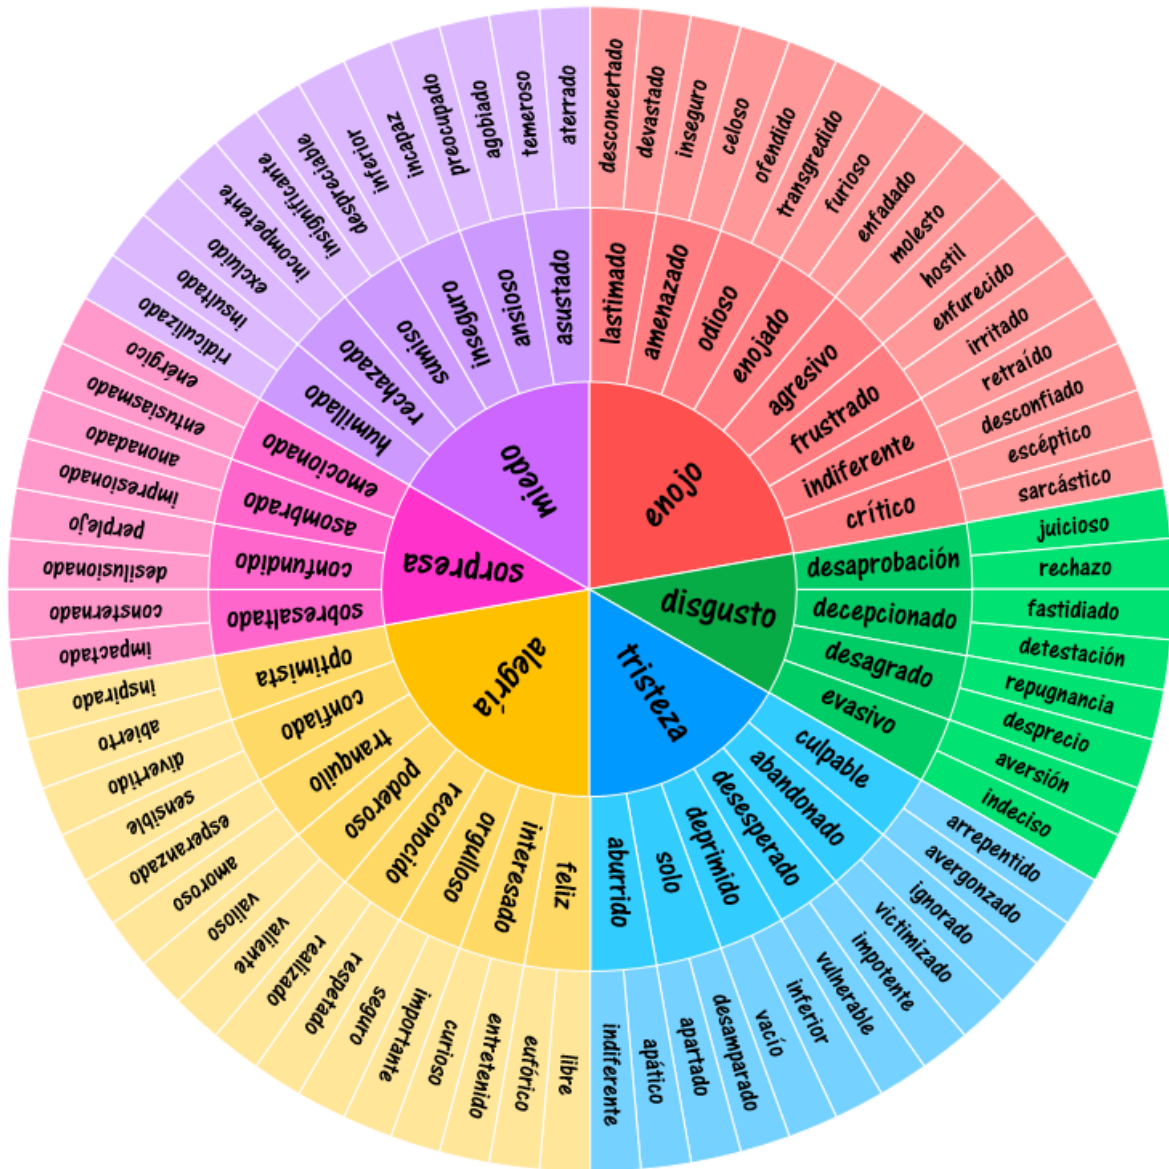 enojo
lastimado
amenazado
odioso
enojado
agresivo
frustrado
indiferente
crítico
desconcertado
devastado
inseguro
celoso
ofendido
transgredido
furioso
enfadado
molesto
hostil
enfurecido
irritado
retraído
desconfiado
escéptico
sarcástico
disgusto
desaprobación
decepcionado
desagrado
evasivo
juicioso
rechazo
fastidiado
detestación
repugnancia
desprecio
aversión
indeciso
tristeza
culpable
abandonado
desesperado
deprimido
solo
aburrido
arrepentido
avergonzado
ignorado
victimizado
impotente
vulnerable
inferior
vacío
desamparado
apartado
apático
indiferente
alegría
feliz
interesado
orgulloso
reconocido
poderoso
tranquilo
confiado
optimista
libre
eufórico
entretenido
curioso
importante
seguro
respetado
realizado
valiente
valioso
amoroso
esperanzado
sensible
divertido
abierto
inspirado
sorpresa
sobresaltado
confundido
asombrado
emocionado
impactado
consternado
desilusionado
perplejo
impresionado
anonadado
entusiasmado
enérgico
miedo
humillado
rechazado
sumiso
inseguro
ansioso
asustado
ridiculizado
insultado
excluido
incompetente
insignificante
despreciable
inferior
incapaz
preocupado
agobiado
temeroso
aterrado